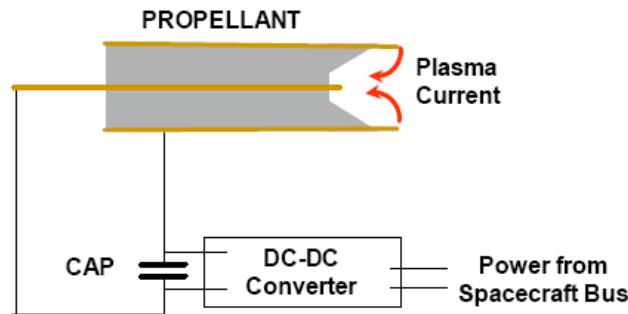 PROPELLANT
Plasma
Current
CAP
DC-DC
Converter
Power from
Spacecraft Bus